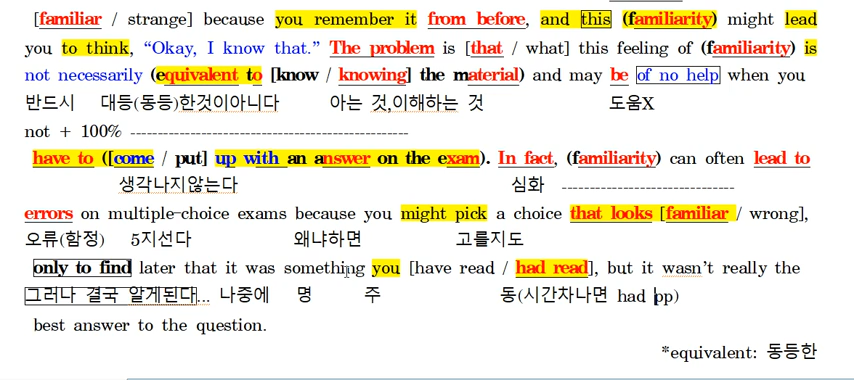 [familiar / strange] because you remember it from before, and this (familiarity) might lead
you to think, “Okay, I know that.” The problem is [that / what] this feeling of (familiarity) is
not necessarily (equivalent to [know / knowing] the material) and may be of no help when you
반드시 대등(동등)한것이아니다 아는 것,이해하는 것 도움X
not + 100% ------------------------------------------------
have to ([come / put] up with an answer on the exam). In fact, (familiarity) can often lead to
생각나지않는다 심화 ------------------------------
errors on multiple-choice exams because you might pick a choice that looks [familiar / wrong],
오류(함정) 5지선다 왜냐하면 고를지도
only to find later that it was something you [have read / had read], but it wasn’t really the
그러나 결국 알게된다... 나중에 명 주 동(시간차나면 had pp)
best answer to the question.
*equivalent: 동등한